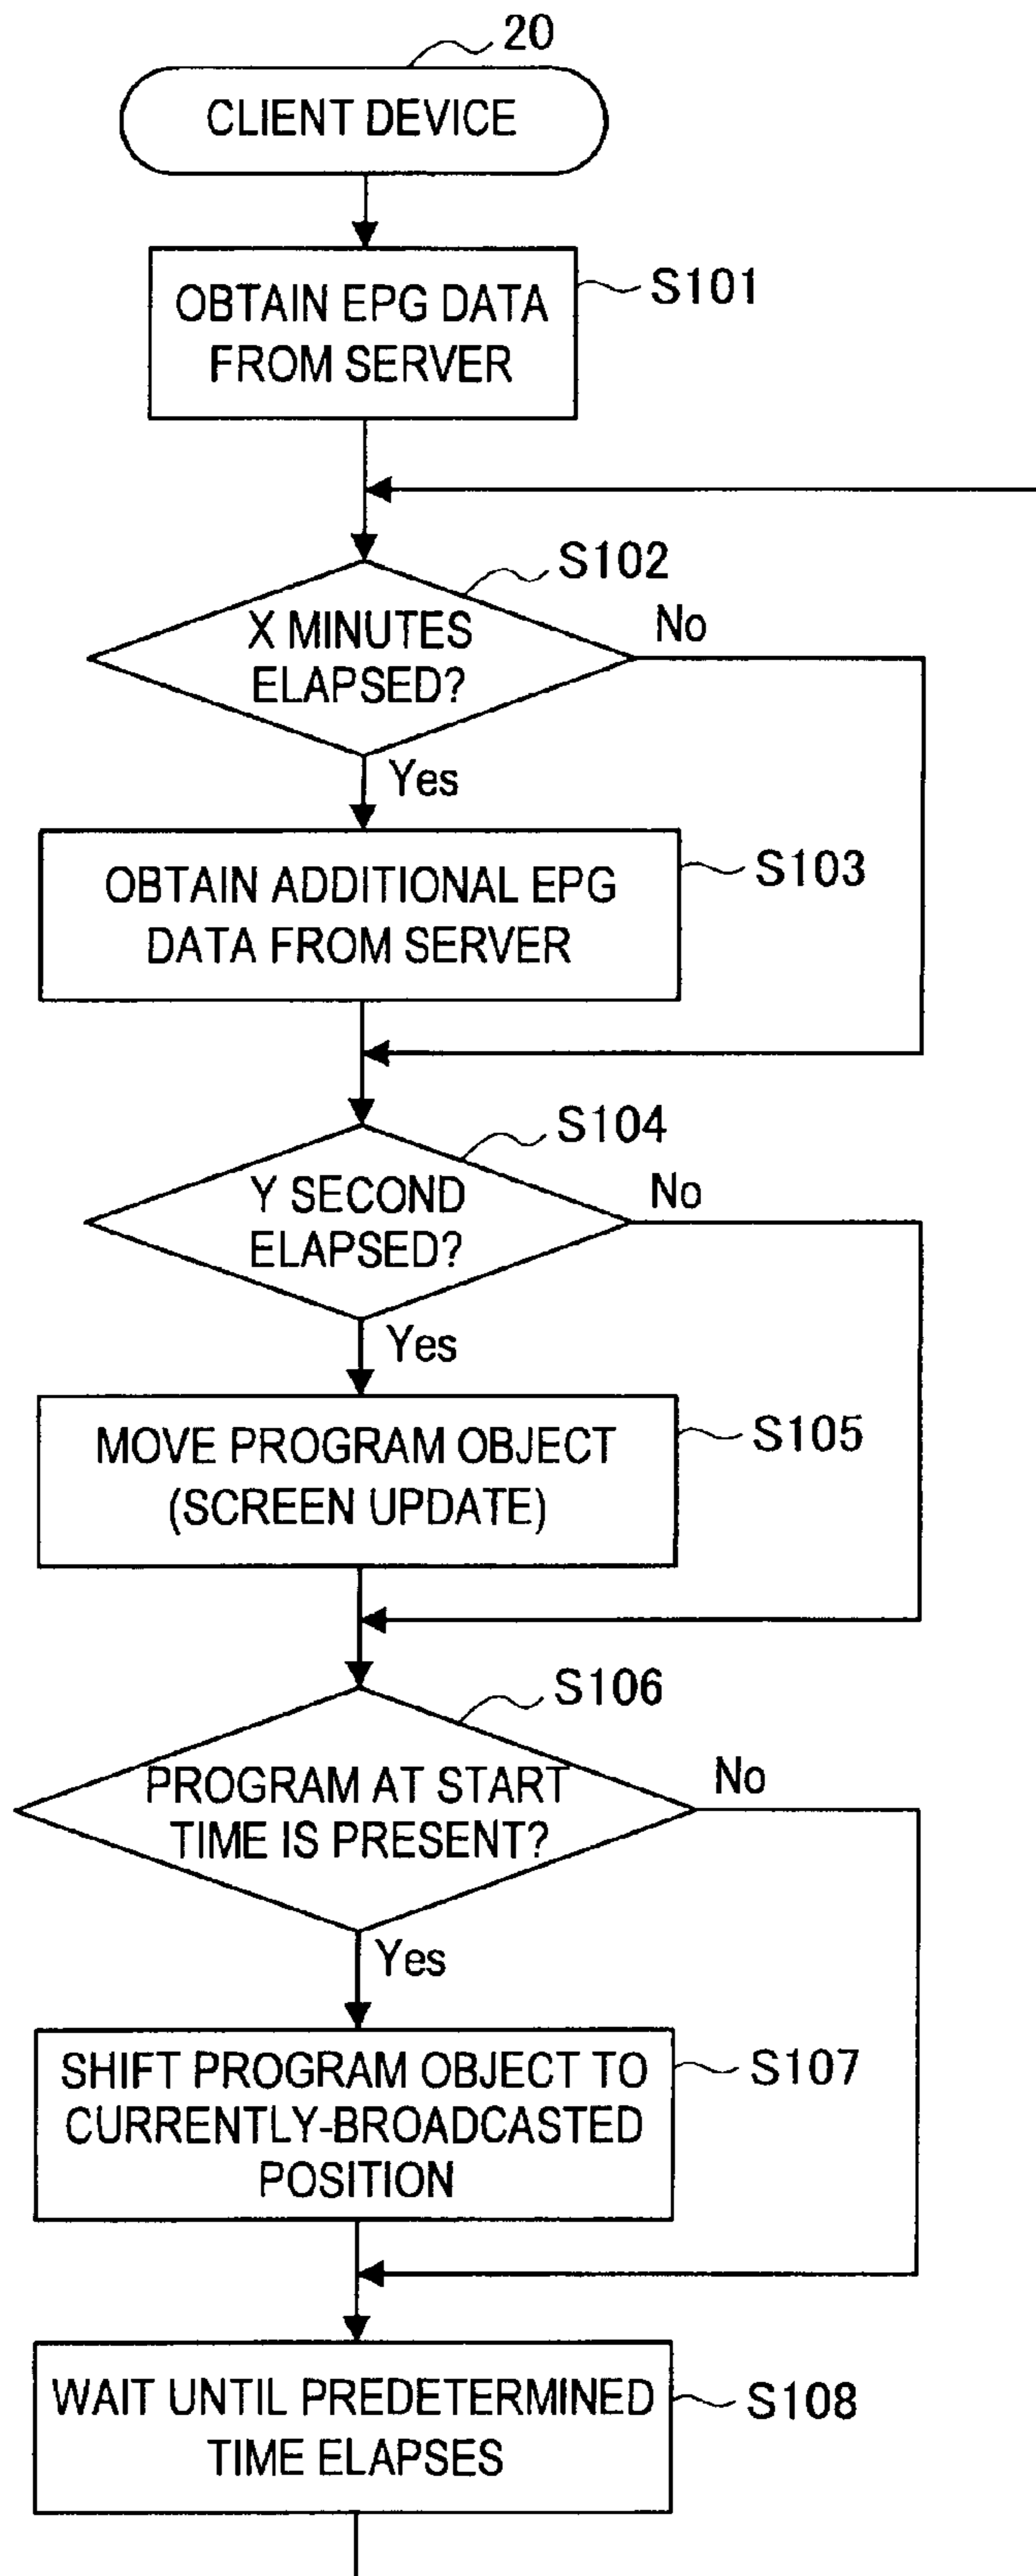 20
CLIENT DEVICE
OBTAIN EPG DATA
FROM SERVER
S101
S102
X MINUTES
ELAPSED?
No
Yes
OBTAIN ADDITIONAL EPG
DATA FROM SERVER
S103
S104
Y SECOND
ELAPSED?
No
Yes
MOVE PROGRAM OBJECT
(SCREEN UPDATE)
S105
S106
PROGRAM AT START
TIME IS PRESENT?
No
Yes
SHIFT PROGRAM OBJECT TO
CURRENTLY-BROADCASTED
POSITION
S107
WAIT UNTIL PREDETERMINED
TIME ELAPSES
S108